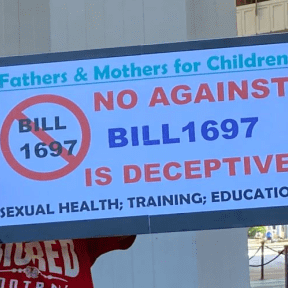 Fathers & Mothers for Children
BILL
1697
NO AGAINST
BILL1697
IS DECEPTIVE
SEXUAL HEALTH; TRAINING; EDUCATIO